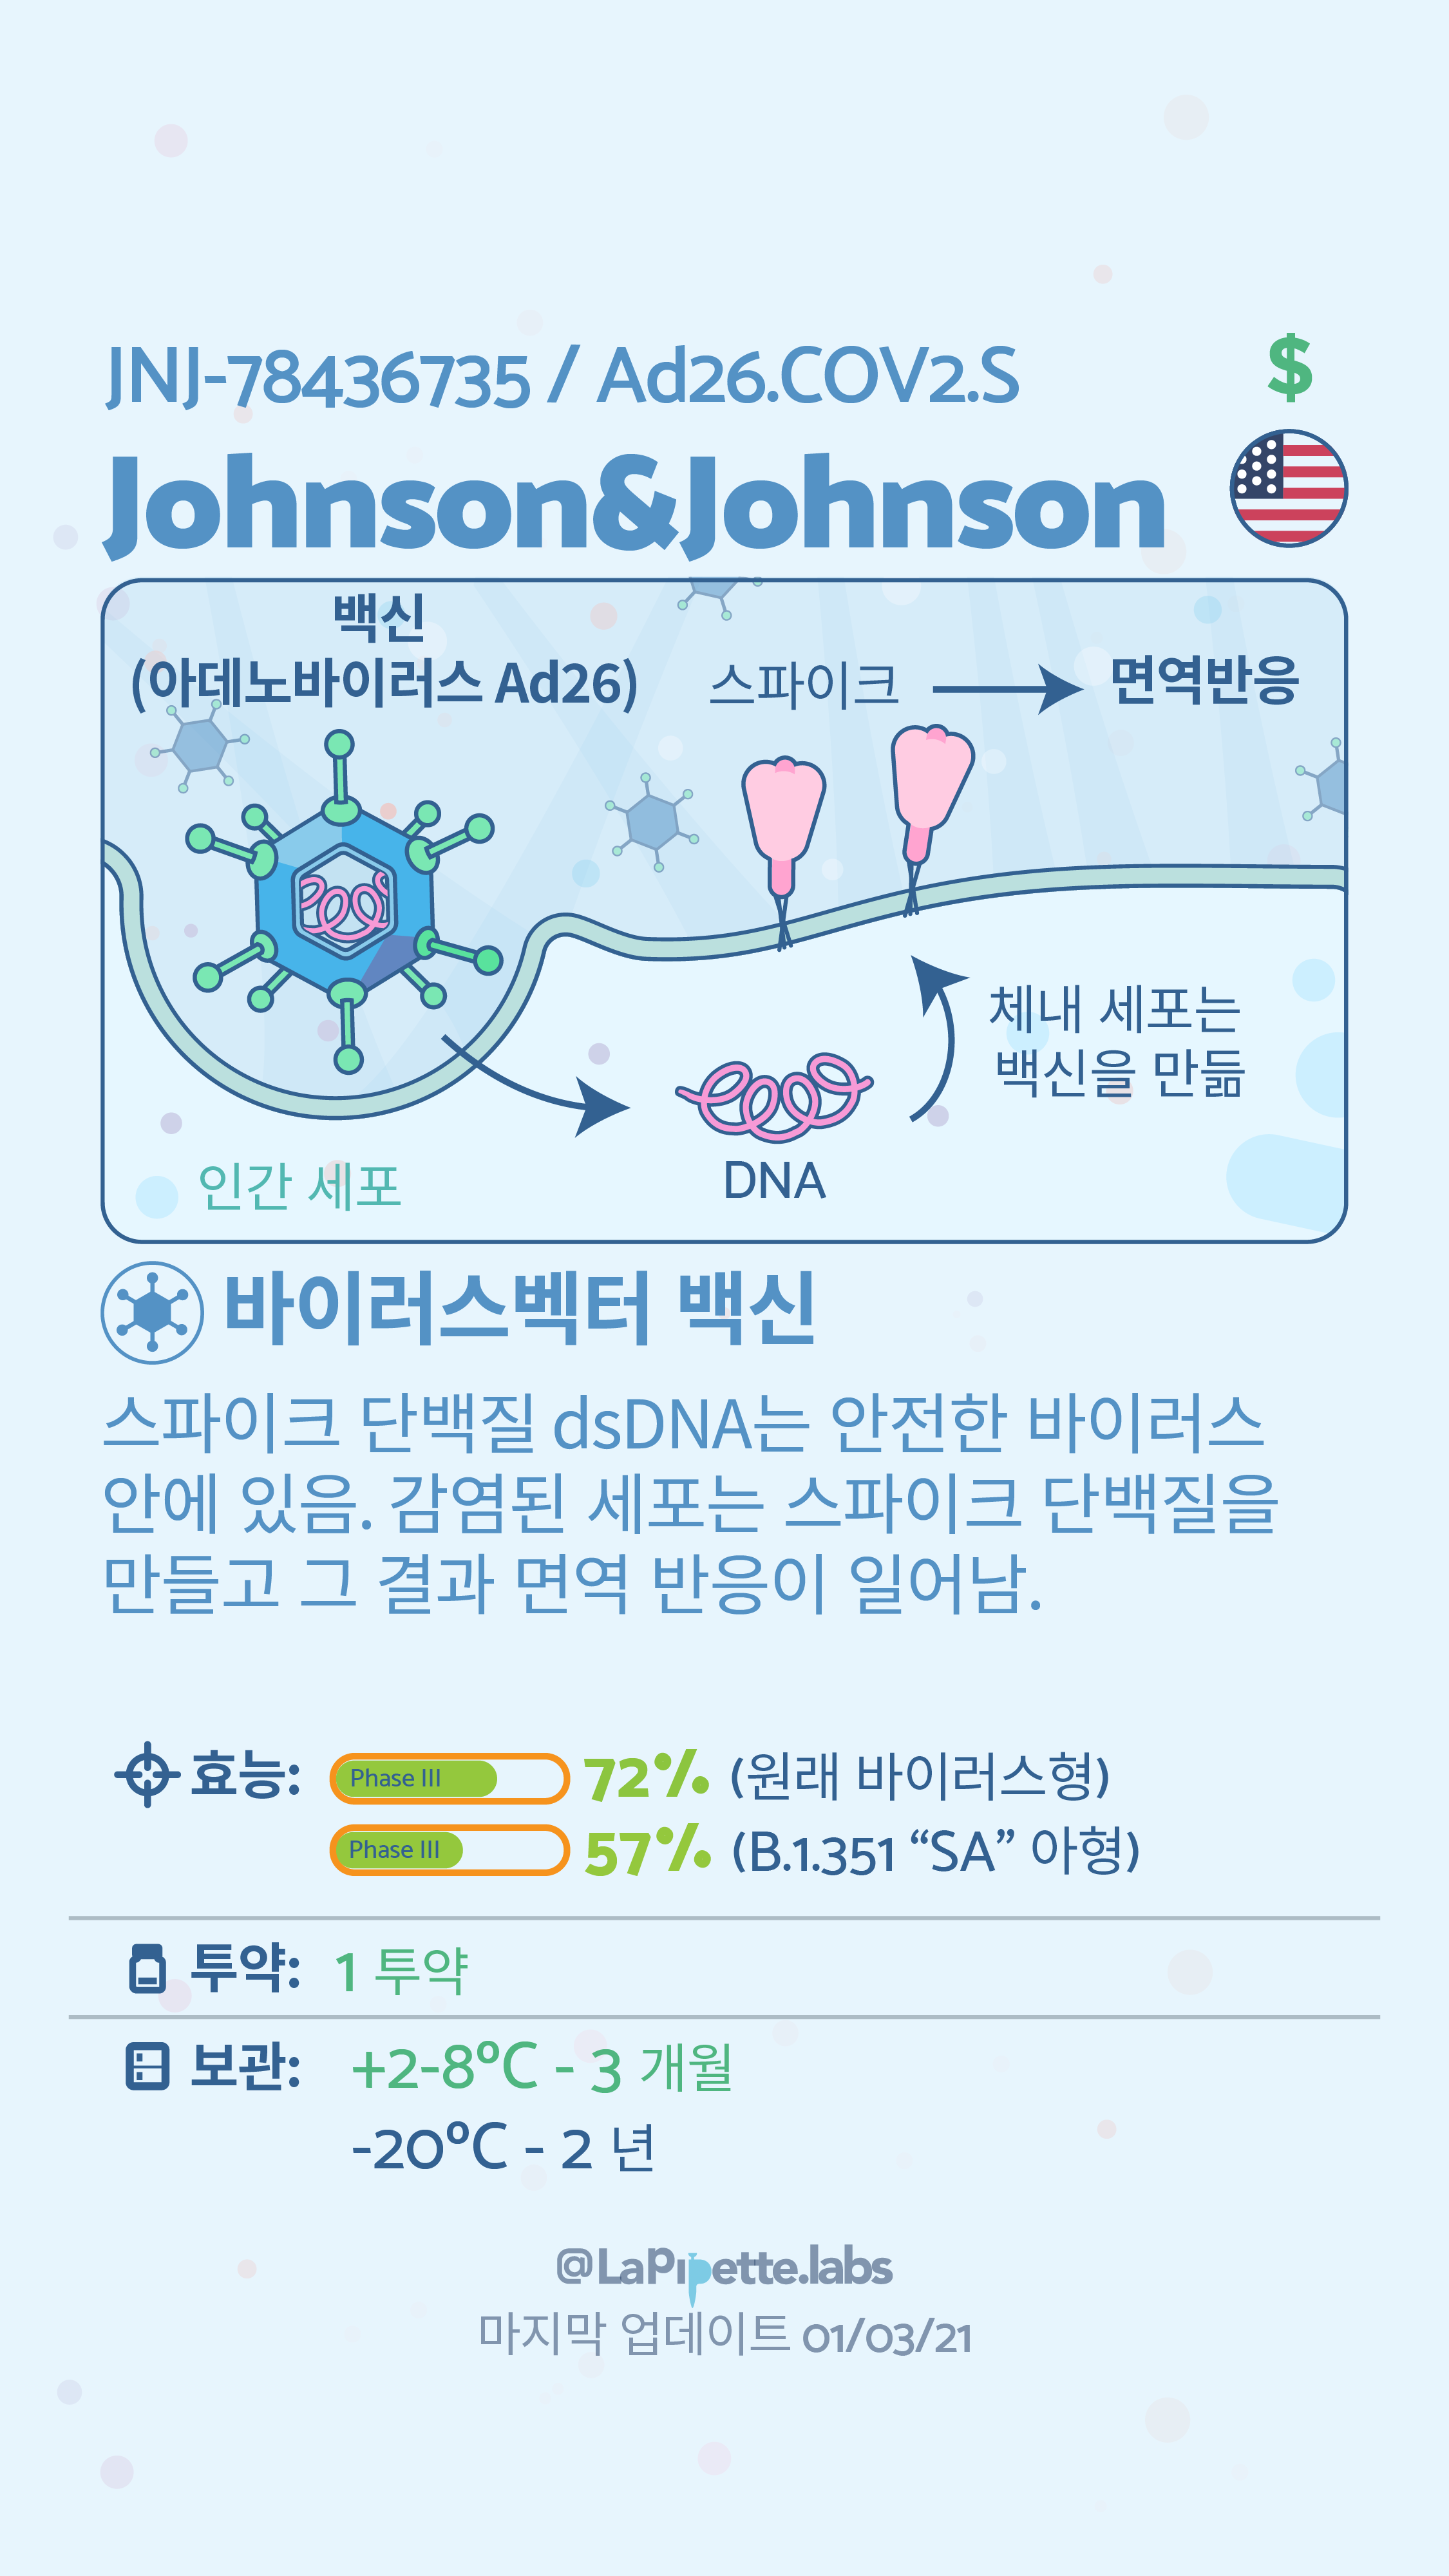 JNJ-78436735 / Ad26.COV2.S
$
Johnson&Johnson
백신
(아데노바이러스 Ad26)
스파이크
면역반응
체내 세포는
백신을 만듦
인간 세포
DNA
바이러스벡터 백신
스파이크 단백질 dsDNA는 안전한 바이러스
안에 있음. 감염된 세포는 스파이크 단백질을
만들고 그 결과 면역 반응이 일어남.
효능: Phase III 72% (원래 바이러스형)
Phase III 57% (B.1.351 “SA” 아형)
투약: 1 투약
보관: +2-8ºC - 3 개월
-20ºC - 2 년
@LaPipette.labs
마지막 업데이트 01/03/21